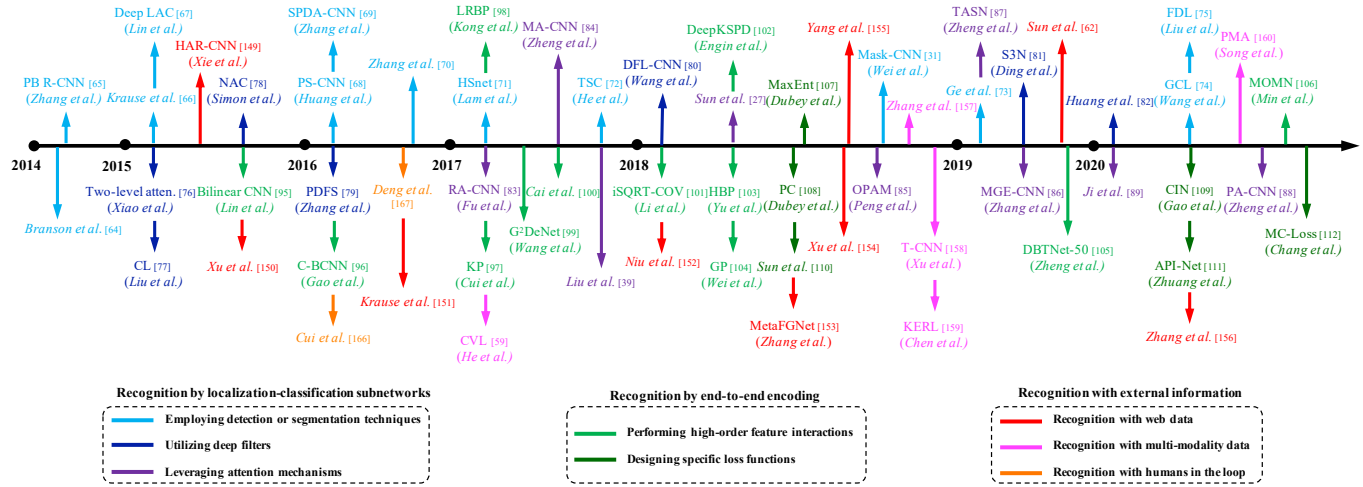 Deep LAC [67]
(Lin et al.)
SPDA-CNN [69]
(Zhang et al.)
LRBP [98]
(Kong et al.)
MA-CNN [84]
(Zheng et al.)
DeepKSPD [102]
(Engin et al.)
Yang et al. [155]
TASN [87]
(Zheng et al.)
Sun et al. [62]
FDL [75]
(Liu et al.)
PMA [160]
(Song et al.)
HAR-CNN [149]
(Xie et al.)
Zhang et al. [70]
DFL-CNN [80]
(Wang et al.)
Mask-CNN [31]
(Wei et al.)
S3N [81]
(Ding et al.)
PB R-CNN [65]
(Zhang et al.)
Krause et al. [66]
NAC [78]
(Simon et al.)
PS-CNN [68]
(Huang et al.)
HSnet [71]
(Lam et al.)
TSC [72]
(He et al.)
Sun et al. [27]
MaxEnt [107]
(Dubey et al.)
Zhang et al. [157]
Ge et al. [73]
Huang et al. [82]
GCL [74]
(Wang et al.)
MOMN [106]
(Min et al.)
2014
2015
2016
2017
2018
2019
2020
Branson et al. [64]
Two-level atten. [76]
(Xiao et al.)
Bilinear CNN [95]
(Lin et al.)
PDFS [79]
(Zhang et al.)
Deng et al.
[167]
RA-CNN [83]
(Fu et al.)
Cai et al. [100]
iSQRT-COV [101]
(Li et al.)
HBP [103]
(Yu et al.)
PC [108]
(Dubey et al.)
OPAM [85]
(Peng et al.)
MGE-CNN [86]
(Zhang et al.)
Ji et al. [89]
CIN [109]
(Gao et al.)
PA-CNN [88]
(Zheng et al.)
G²DeNet [99]
(Wang et al.)
MC-Loss [112]
(Chang et al.)
CL [77]
(Liu et al.)
Xu et al. [150]
C-BCNN [96]
(Gao et al.)
Krause et al. [151]
KP [97]
(Cui et al.)
Liu et al. [39]
Niu et al. [152]
GP [104]
(Wei et al.)
Sun et al. [110]
Xu et al. [154]
T-CNN [158]
(Xu et al.)
DBTNet-50 [105]
(Zheng et al.)
API-Net [111]
(Zhuang et al.)
Cui et al. [166]
CVL [59]
(He et al.)
MetaFGNet [153]
(Zhang et al.)
KERL [159]
(Chen et al.)
Zhang et al. [156]
Recognition by localization-classification subnetworks
Employing detection or segmentation techniques
Utilizing deep filters
Leveraging attention mechanisms
Recognition by end-to-end encoding
Performing high-order feature interactions
Designing specific loss functions
Recognition with external information
Recognition with web data
Recognition with multi-modality data
Recognition with humans in the loop